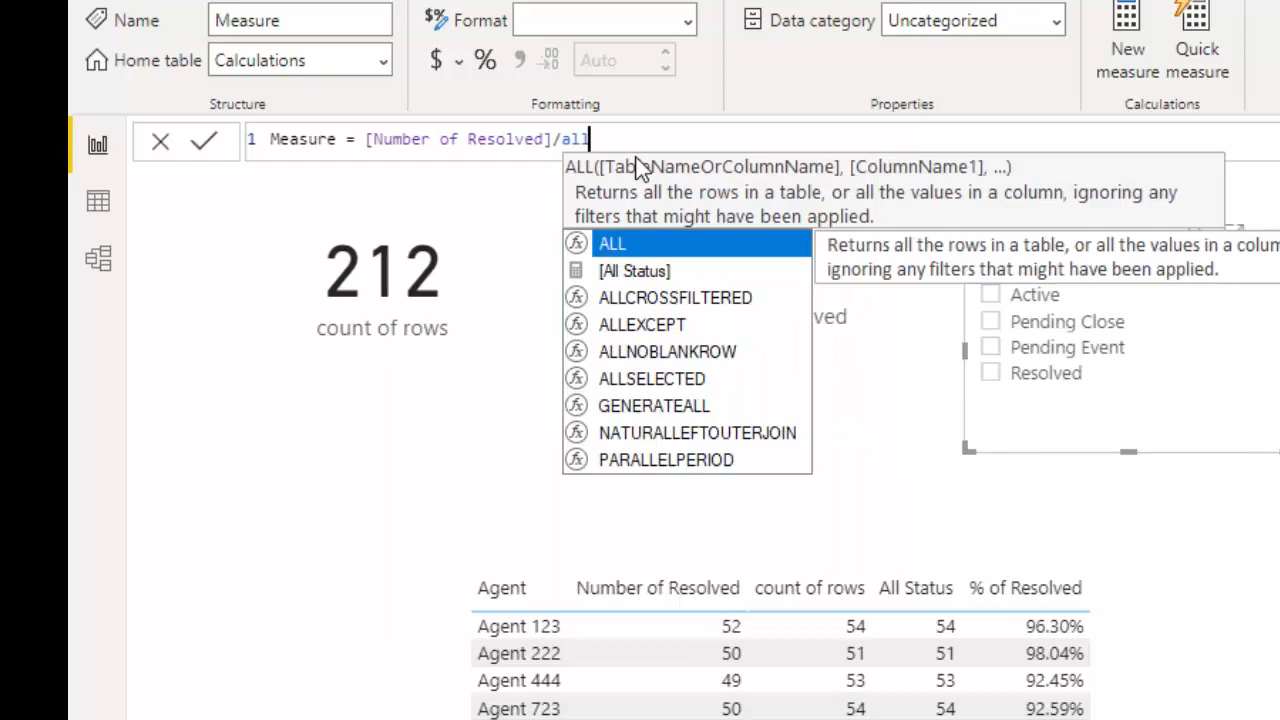 Name Measure Format Data category Uncategorized
Home table Calculations $ % Auto
New measure
Quick measure
Structure Formatting Properties Calculations
1 Measure = [Number of Resolved]/all
ALL([TableNameOrColumnName], [ColumnName1], ...)
Returns all the rows in a table, or all the values in a column, ignoring any
filters that might have been applied.
ALL
[All Status]
ALLCROSSFILTERED
ALLEXCEPT
ALLNOBLANKROW
ALLSELECTED
GENERATEALL
NATURALLEFTOUTERJOIN
PARALLELPERIOD
Returns all the rows in a table, or all the values in a colum
ignoring any filters that might have been applied.
212
count of rows
ved
Active
Pending Close
Pending Event
Resolved
Agent Number of Resolved count of rows All Status % of Resolved
Agent 123 52 54 54 96.30%
Agent 222 50 51 51 98.04%
Agent 444 49 53 53 92.45%
Agent 723 50 54 54 92.59%